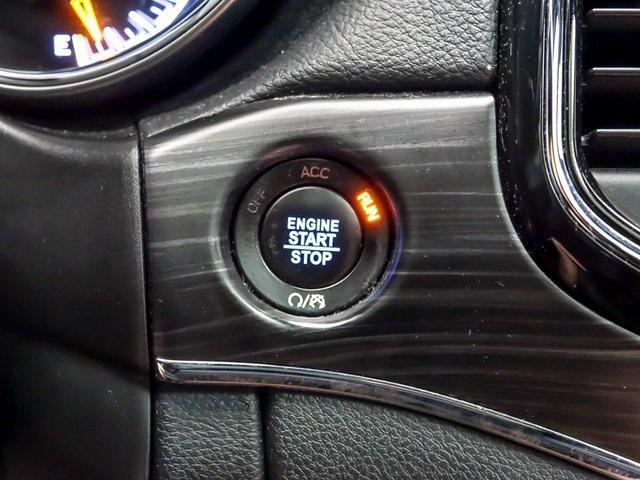 E
ACC
OFF
RUN
ENGINE
START
STOP